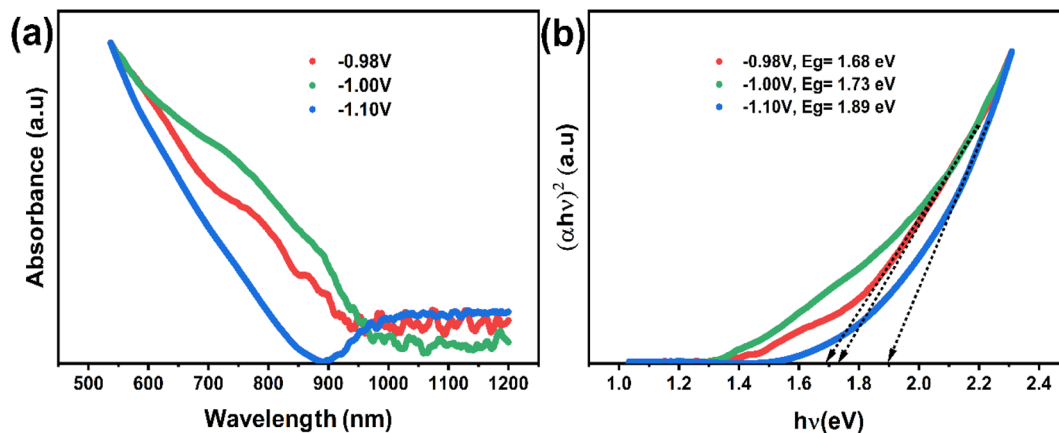 (a)
-0.98V
-1.00V
-1.10V
Absorbance (a.u)
500 600 700 800 900 1000 1100 1200
Wavelength (nm)
(b)
-0.98V, Eg= 1.68 eV
-1.00V, Eg= 1.73 eV
-1.10V, Eg= 1.89 eV
(αhν)² (a.u)
1.0 1.2 1.4 1.6 1.8 2.0 2.2 2.4
hν(eV)